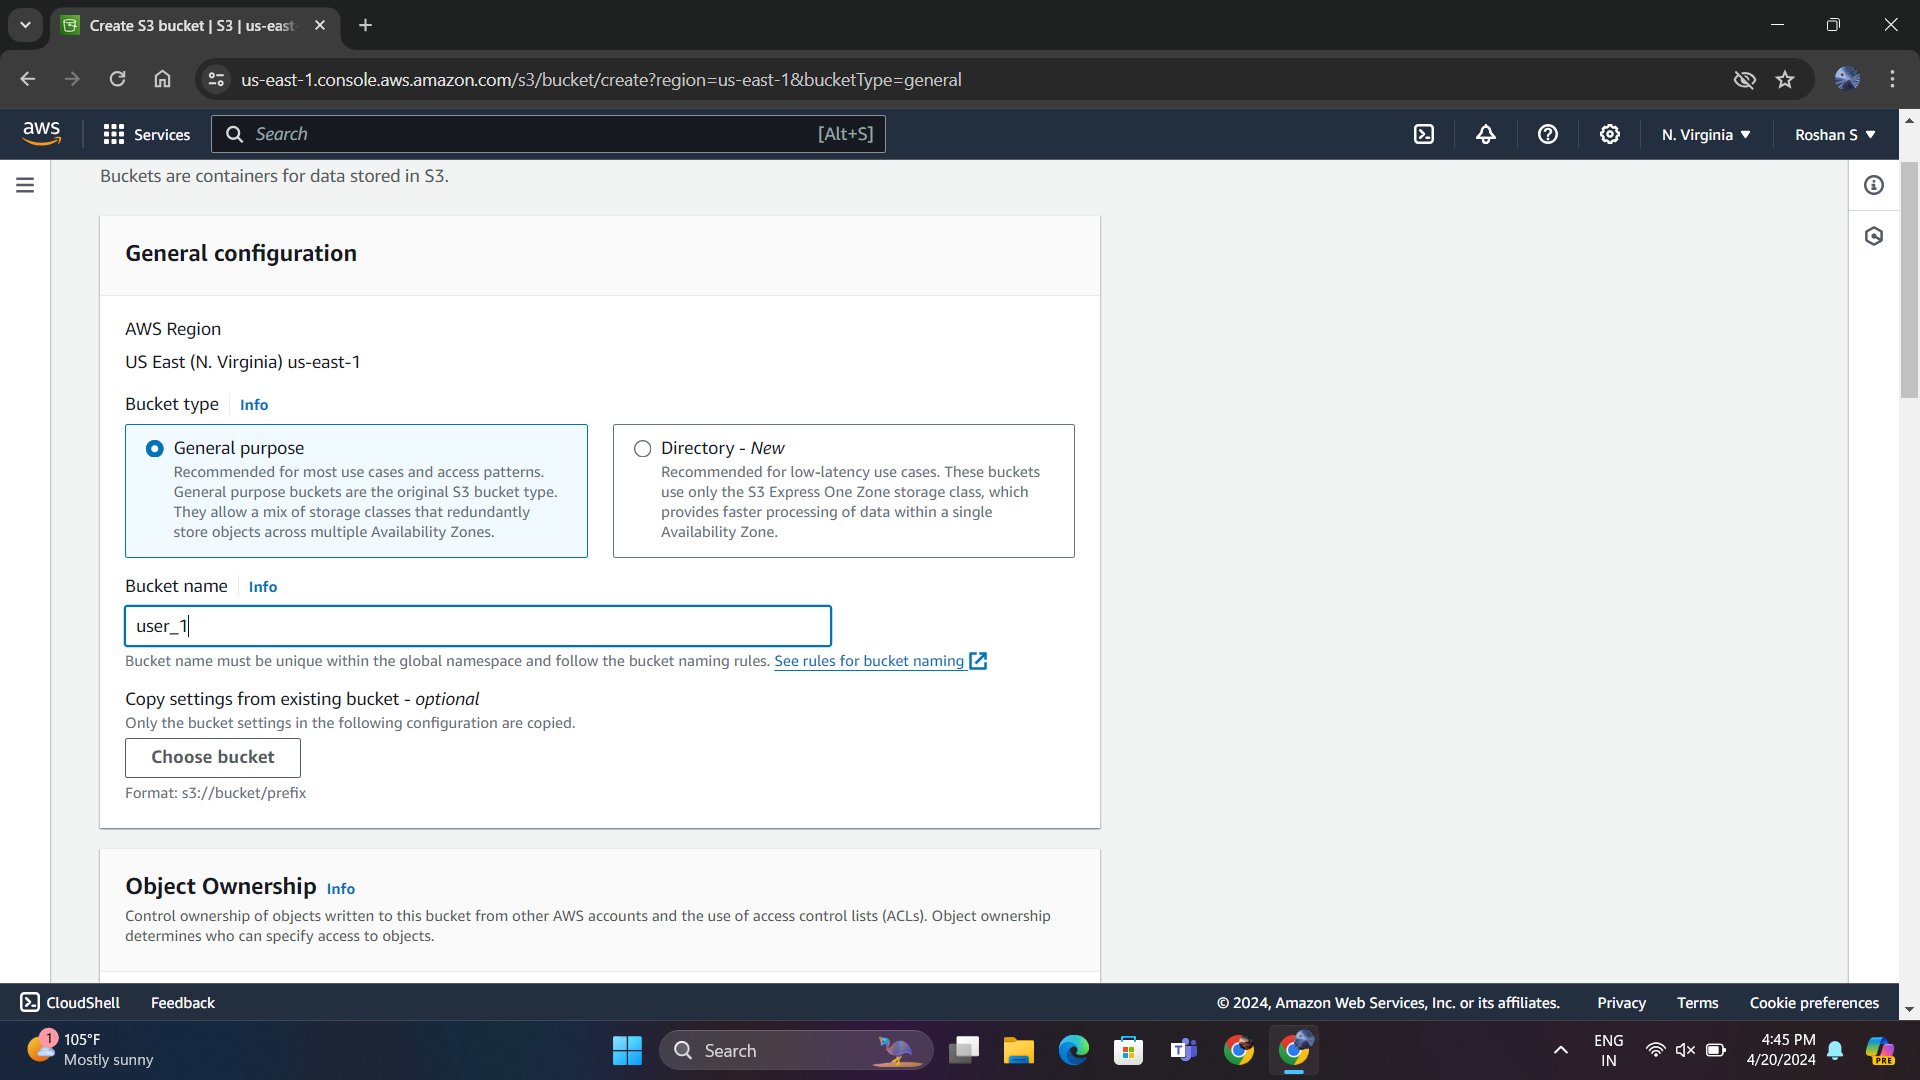 Create S3 bucket | S3 | us-east-
us-east-1.console.aws.amazon.com/s3/bucket/create?region=us-east-1&bucketType=general
aws
Services
Search
[Alt+S]
N. Virginia
Roshan S
Buckets are containers for data stored in S3.
General configuration
AWS Region
US East (N. Virginia) us-east-1
Bucket type
Info
General purpose
Recommended for most use cases and access patterns.
General purpose buckets are the original S3 bucket type.
They allow a mix of storage classes that redundantly
store objects across multiple Availability Zones.
Directory - New
Recommended for low-latency use cases. These buckets
use only the S3 Express One Zone storage class, which
provides faster processing of data within a single
Availability Zone.
Bucket name
Info
user_1
Bucket name must be unique within the global namespace and follow the bucket naming rules. See rules for bucket naming
Copy settings from existing bucket - optional
Only the bucket settings in the following configuration are copied.
Choose bucket
Format: s3://bucket/prefix
Object Ownership
Info
Control ownership of objects written to this bucket from other AWS accounts and the use of access control lists (ACLs). Object ownership
determines who can specify access to objects.
CloudShell
Feedback
© 2024, Amazon Web Services, Inc. or its affiliates.
Privacy
Terms
Cookie preferences
1
105°F
Mostly sunny
Search
ENG
IN
4:45 PM
4/20/2024
PRE